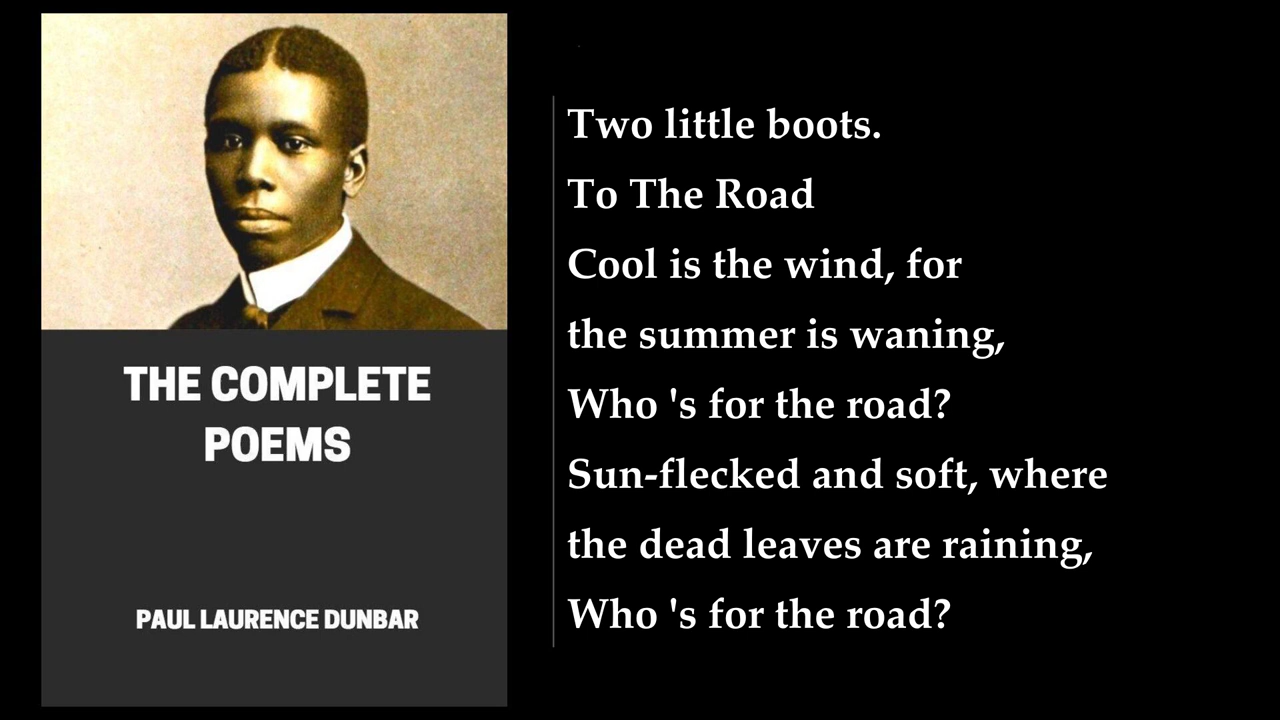 THE COMPLETE
POEMS
PAUL LAURENCE DUNBAR
Two little boots.
To The Road
Cool is the wind, for
the summer is waning,
Who 's for the road?
Sun-flecked and soft, where
the dead leaves are raining,
Who 's for the road?